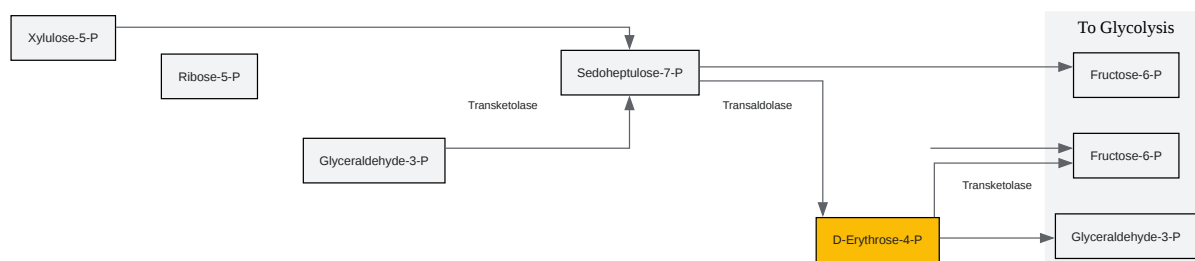 To Glycolysis
Xylulose-5-P
Ribose-5-P
Sedoheptulose-7-P
Fructose-6-P
Transketolase
Transaldolase
Glyceraldehyde-3-P
Fructose-6-P
Transketolase
D-Erythrose-4-P
Glyceraldehyde-3-P